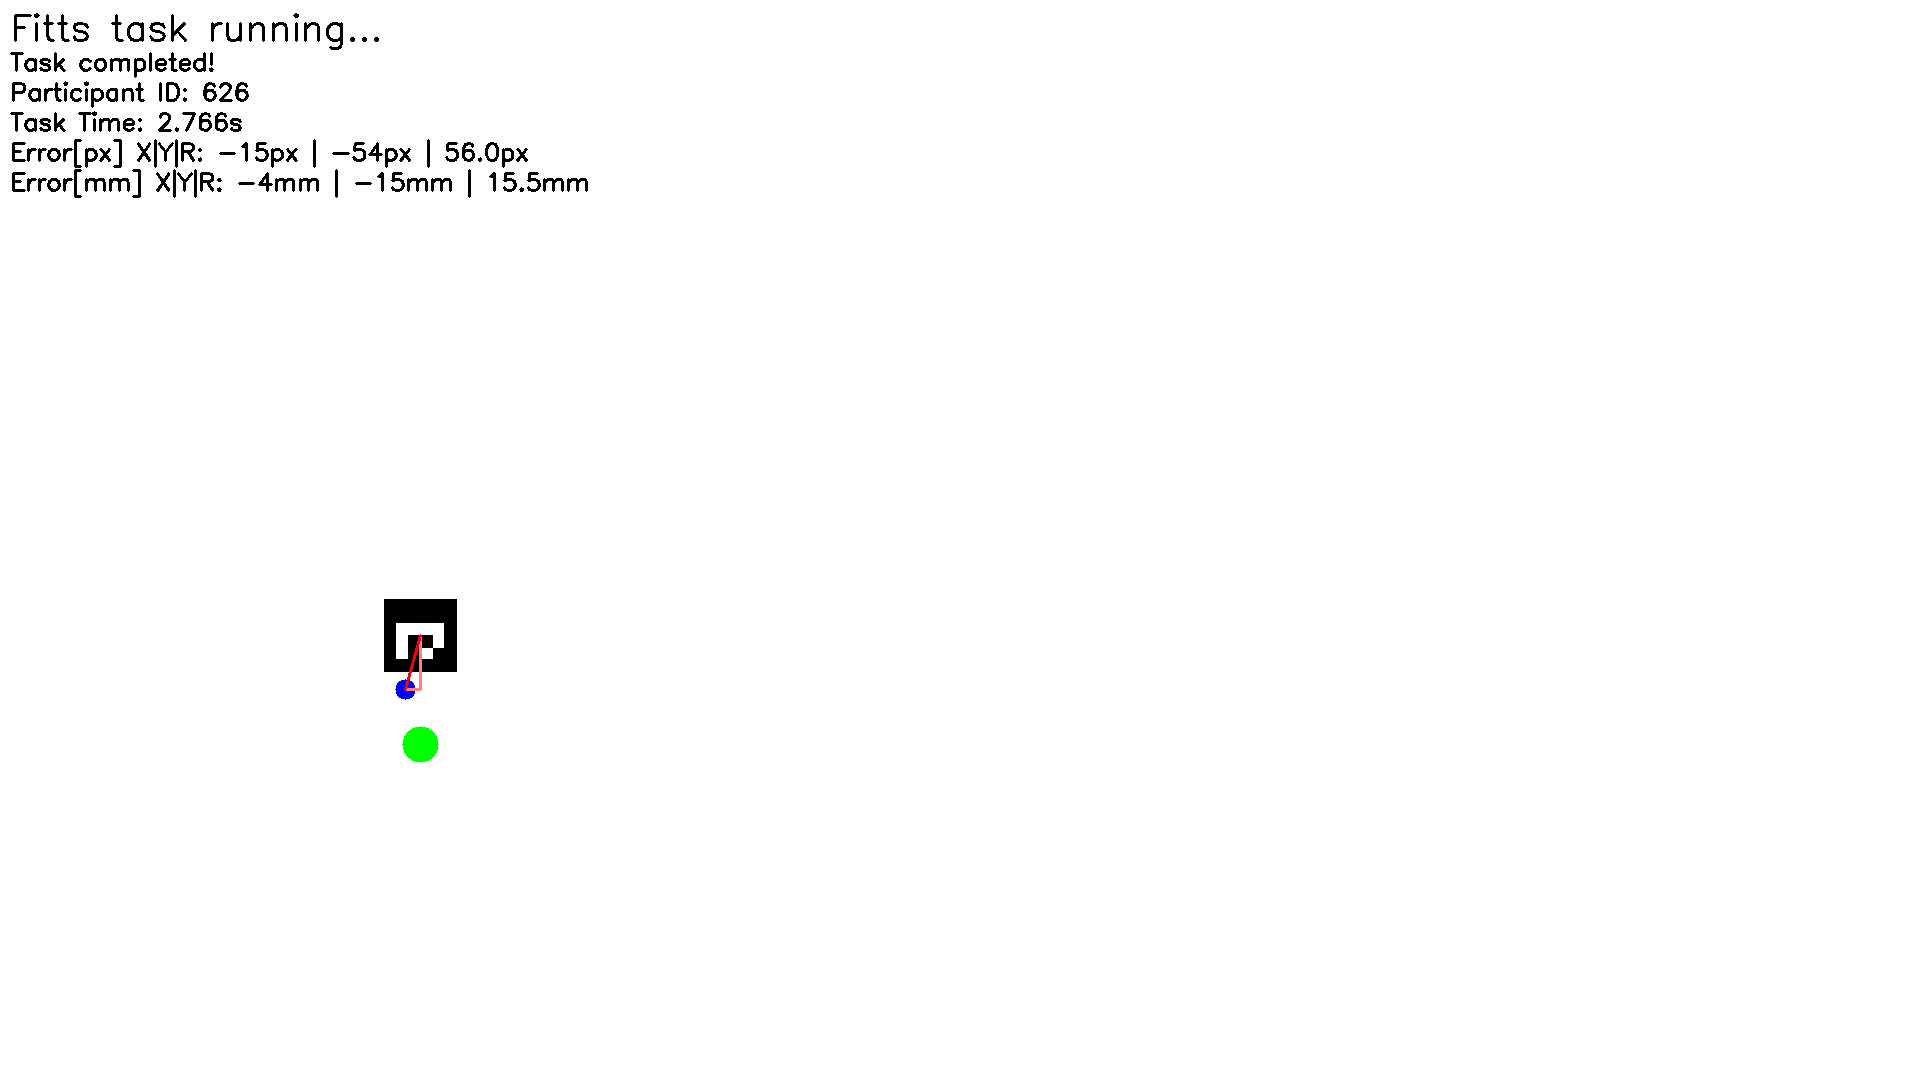 Fitts task running...
Task completed!
Participant ID: 626
Task Time: 2.766s
Error[px] X|Y|R: -15px | -54px | 56.0px
Error[mm] X|Y|R: -4mm | -15mm | 15.5mm